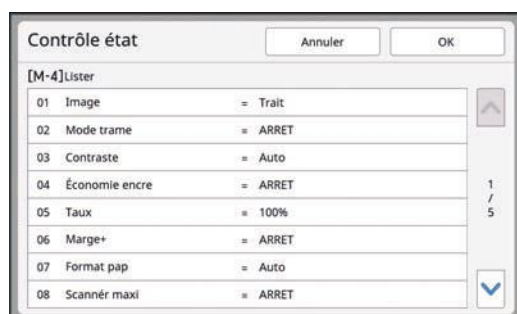 Contrôle état Annuler OK
[M-4]Lister
01 Image = Trait
02 Mode trame = ARRET
03 Contraste = Auto
04 Économie encre = ARRET
05 Taux = 100%
06 Marge+ = ARRET
07 Format pap = Auto
08 Scannér maxi = ARRET
1
/
5